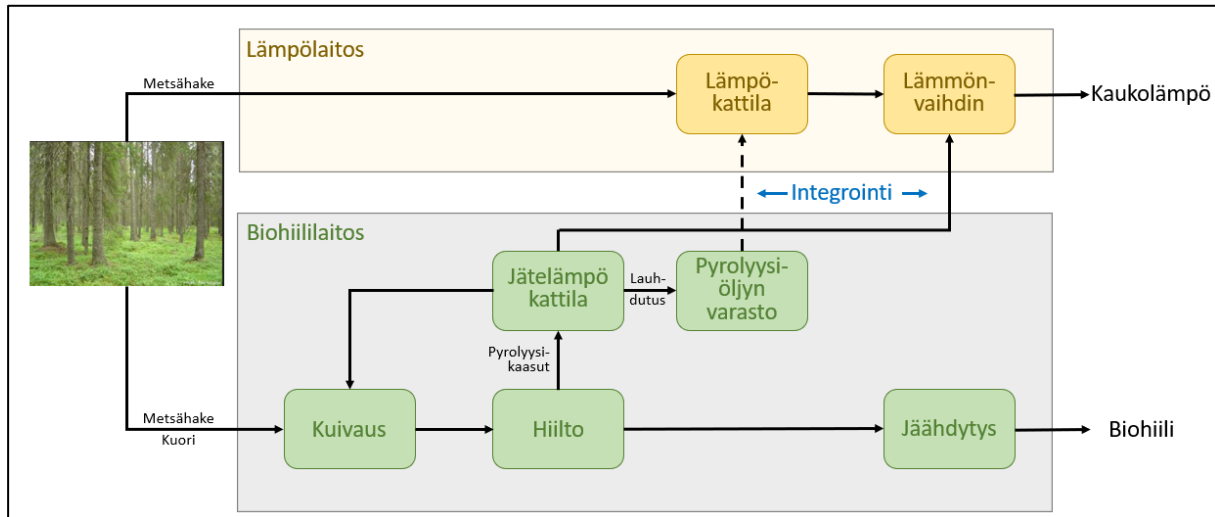 Lämpölaitos
Metsähake
Lämpö-
kattila
Lämmön-
vaihdin
Kaukolämpö
Integrointi
Biohiililaitos
Jätelämpö
kattila
Lauh-
dutus
Pyrolyysi-
öljyn
varasto
Pyrolyysi-
kaasut
Metsähake
Kuori
Kuivaus
Hiilto
Jäähdytys
Biohiili